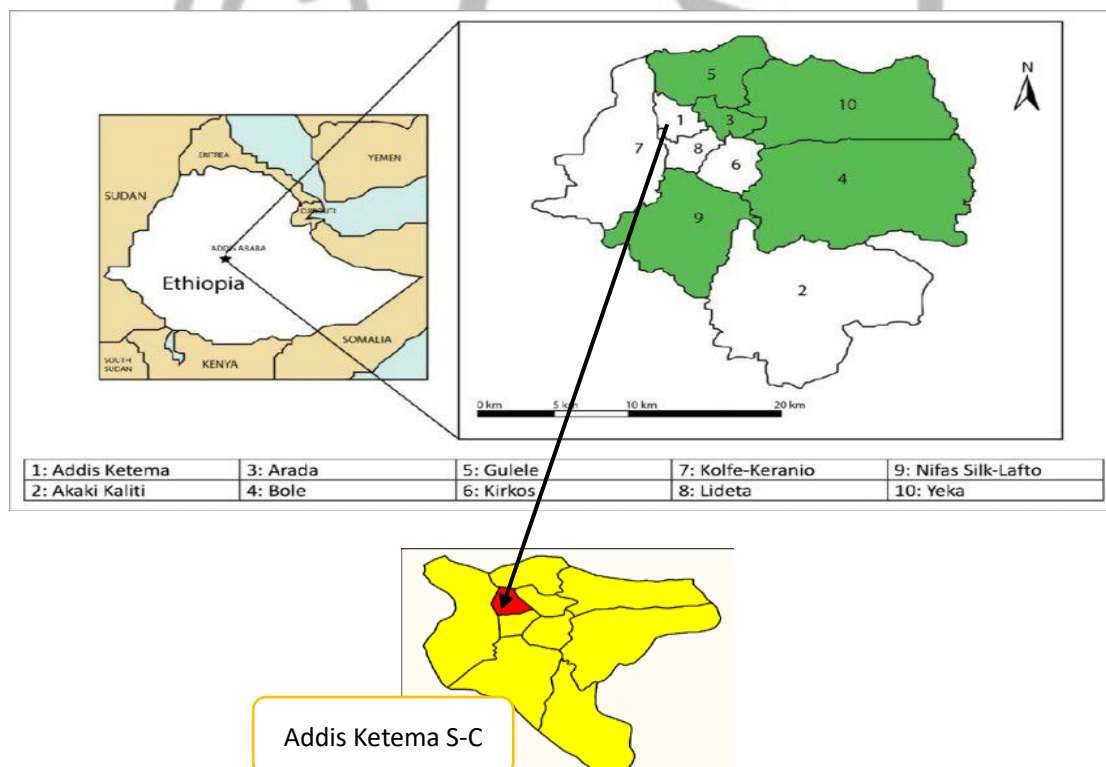 N
5
10
1
3
7
8
6
4
9
2
0 km 5 km 10 km 20 km
ERITREA
YEMEN
SUDAN
DJIBOUTI
ADDIS ABABA
Ethiopia
SOMALIA
SOUTH
SUDAN
KENYA
1: Addis Ketema 3: Arada 5: Gulele 7: Kolfe-Keranio 9: Nifas Silk-Lafto
2: Akaki Kaliti 4: Bole 6: Kirkos 8: Lideta 10: Yeka
Addis Ketema S-C